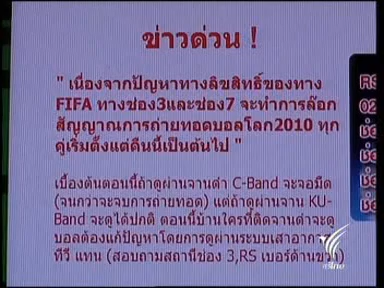 ข่าวด่วน !
" เนื่องจากปัญหาทางลิขสิทธิ์ของทาง
FIFA ทางช่อง3และช่อง7 จะทำการล๊อก
สัญญาณการถ่ายทอดบอลโลก2010 ทุก
คู่เริ่มตั้งแต่คืนนี้เป็นต้นไป "
เบื้องต้นตอนนี้ถ้าดูผ่านจานดำ C-Band จะจอมืด
(จนกว่าจะจบการถ่ายทอด) แต่ถ้าดูผ่านจาน KU-
Band จะดูได้ปกติ ตอนนี้บ้านใครที่ติดจานดำจะดู
บอลต้องแก้ปัญหาโดยการดูผ่านระบบเสาอากาศ
ทีวี แทน (สอบถามสถานีช่อง 3,RS เบอร์ด้านขวา)
RS
02
ช่อ
ช่อ
ช่อ